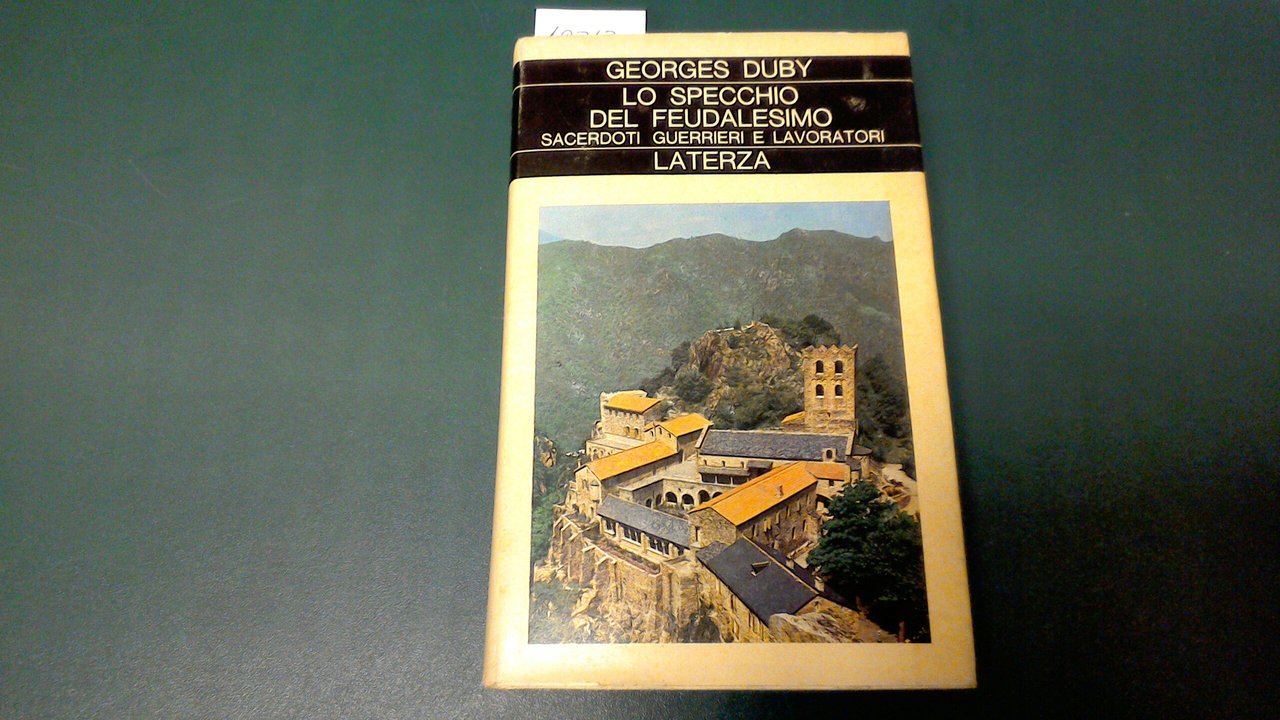 GEORGES DUBY
LO SPECCHIO
DEL FEUDALESIMO
SACERDOTI GUERRIERI E LAVORATORI
LATERZA